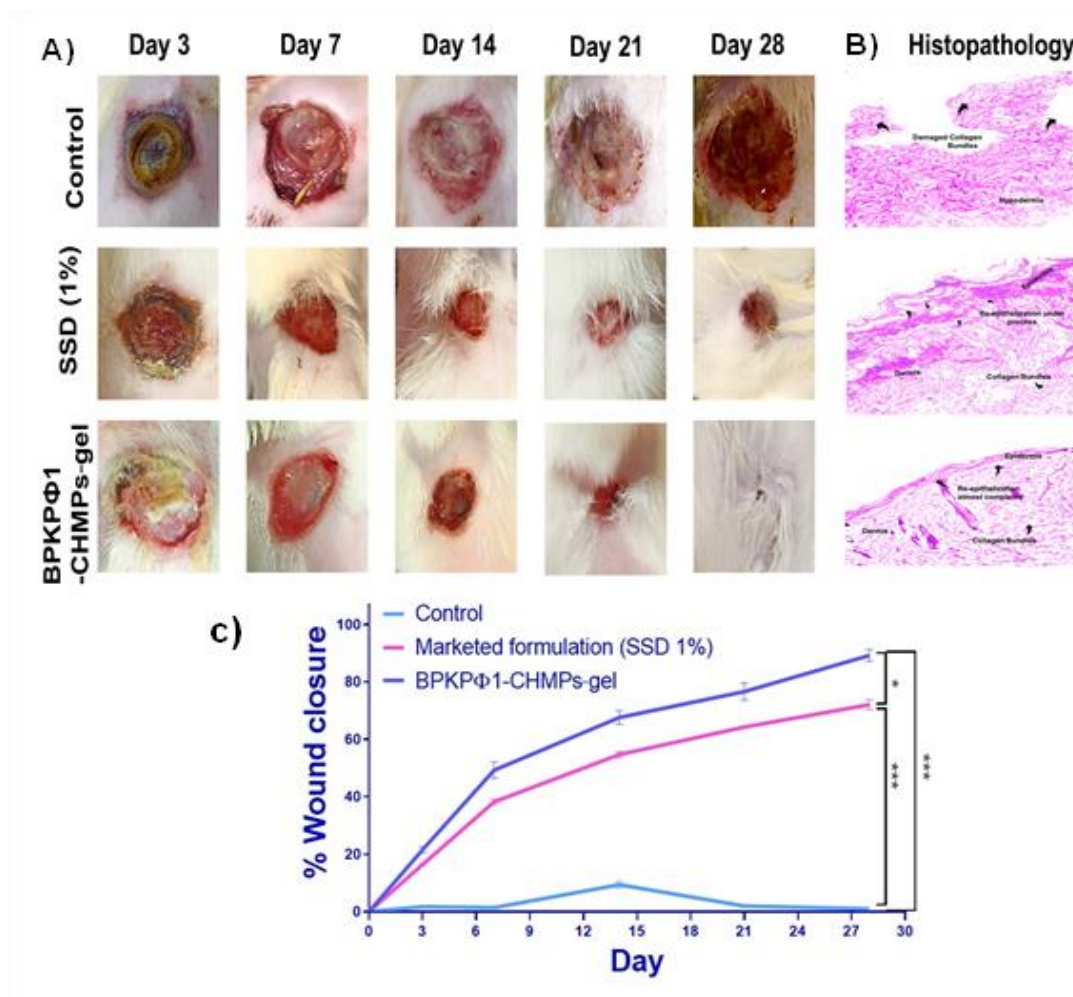 A)
Day 3
Day 7
Day 14
Day 21
Day 28
B)
Histopathology
Control
Damaged Collagen
Bundles
Hypodermis
SSD (1%)
Re-epithelization under
process
Dermis
Collagen Bundles
BPKPΦ1
-CHMPs-gel
Epidermis
Re-epithelization
almost complete
Dermis
Collagen Bundles
c)
Control
Marketed formulation (SSD 1%)
BPKPΦ1-CHMPs-gel
% Wound closure
100
80
60
40
20
0
0 3 6 9 12 15 18 21 24 27 30
Day
*
***
***